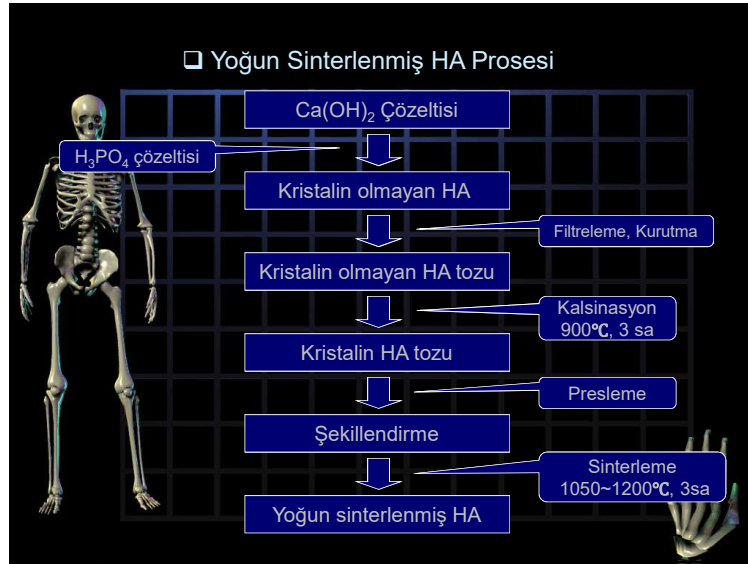 ❑ Yoğun Sinterlenmiş HA Prosesi
Ca(OH)₂ Çözeltisi
H₃PO₄ çözeltisi
Kristalin olmayan HA
Filtreleme, Kurutma
Kristalin olmayan HA tozu
Kalsinasyon
900℃, 3 sa
Kristalin HA tozu
Presleme
Şekillendirme
Sinterleme
1050~1200℃, 3sa
Yoğun sinterlenmiş HA